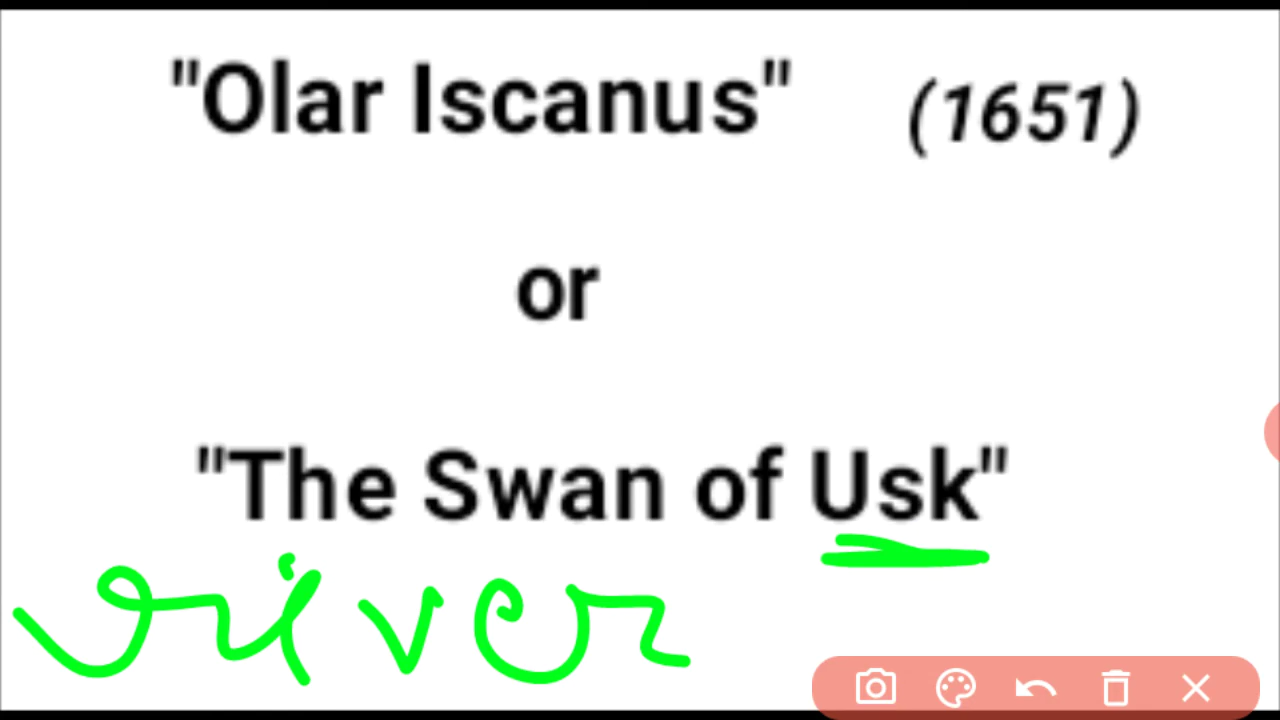 "Olar Iscanus" (1651)
or
"The Swan of Usk"
river